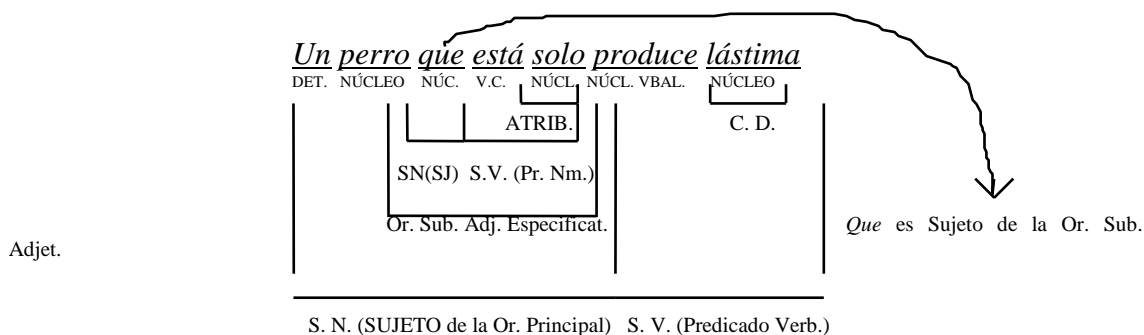 Un perro que está solo produce lástima
DET. NÚCLEO NÚC. V.C. NÚCL. NÚCL. VBAL. NÚCLEO
ATRIB. C. D.
SN(SJ) S.V. (Pr. Nm.)
Or. Sub. Adj. Especificat. Que es Sujeto de la Or. Sub.
Adjet.
S. N. (SUJETO de la Or. Principal) S. V. (Predicado Verb.)